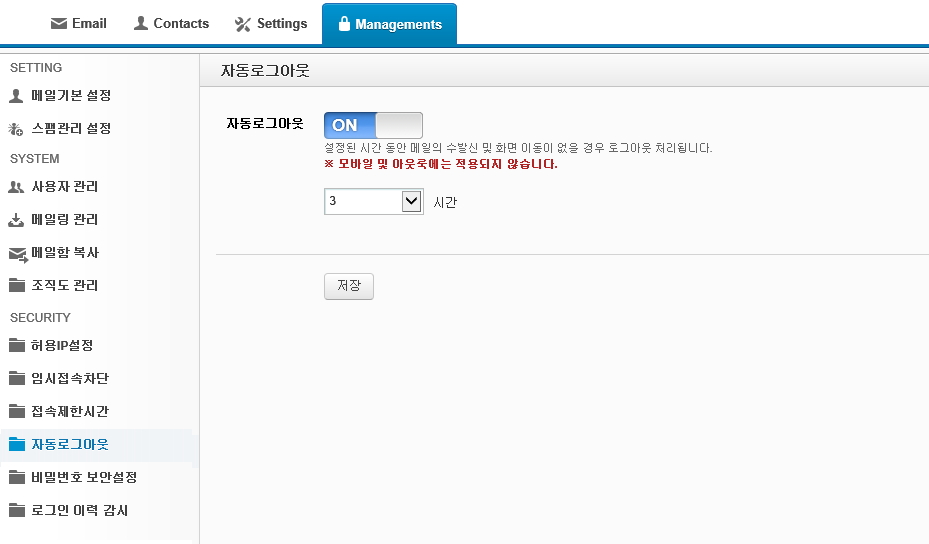 Email Contacts Settings Managements
SETTING
메일기본 설정
스팸관리 설정
SYSTEM
사용자 관리
메일링 관리
메일함 복사
조직도 관리
SECURITY
허용IP설정
임시접속차단
접속제한시간
자동로그아웃
비밀번호 보안설정
로그인 이력 감시
자동로그아웃
자동로그아웃 ON
설정된 시간 동안 메일의 수발신 및 화면 이동이 없을 경우 로그아웃 처리됩니다.
※ 모바일 및 아웃룩에는 적용되지 않습니다.
3 시간
저장